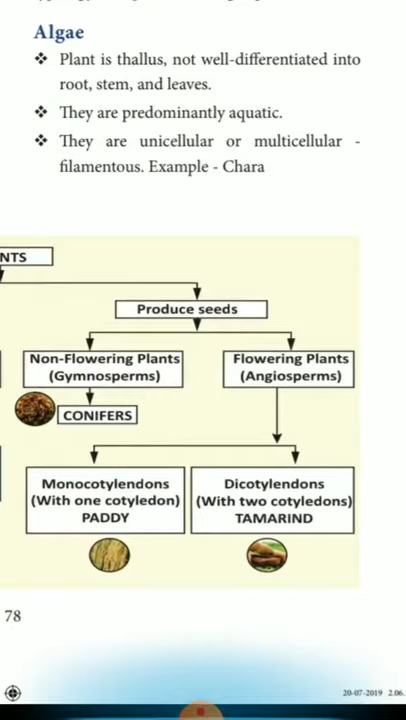 Algae
❖ Plant is thallus, not well-differentiated into
root, stem, and leaves.
❖ They are predominantly aquatic.
❖ They are unicellular or multicellular -
filamentous. Example - Chara
NTS
Produce seeds
Non-Flowering Plants
(Gymnosperms)
Flowering Plants
(Angiosperms)
CONIFERS
Monocotylendons
(With one cotyledon)
PADDY
Dicotylendons
(With two cotyledons)
TAMARIND
78
20-07-2019 2.06.